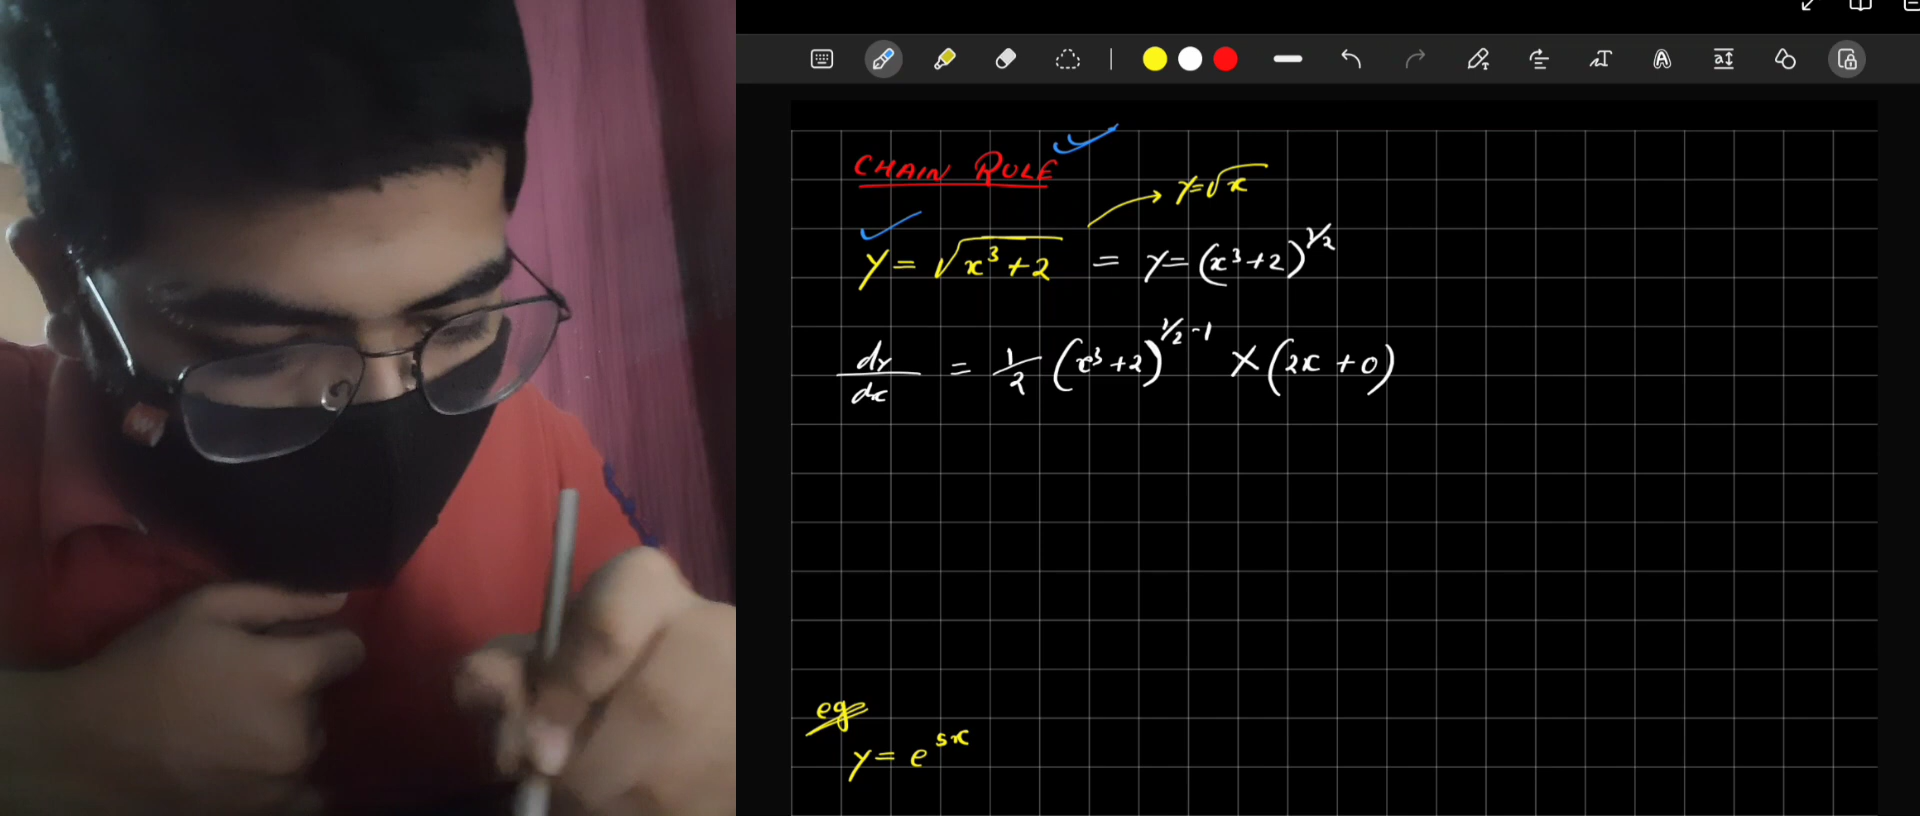 CHAIN RULE
→ y=√x
y = √(x³+2) = y=(x³+2)^1/2
dy/dx = 1/2 (x³+2)^1/2-1 × (2x+0)
eg
y = e^5x